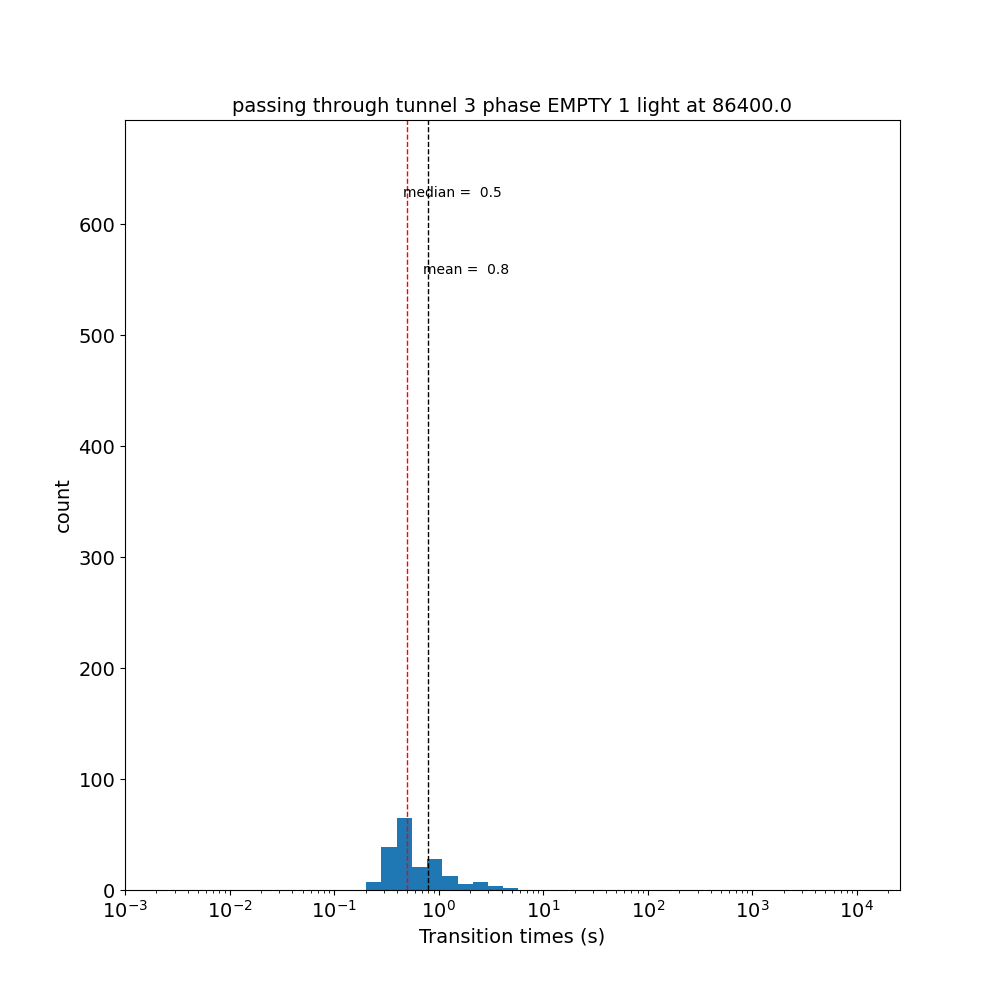 passing through tunnel 3 phase EMPTY 1 light at 86400.0
median =  0.5
mean =  0.8
600
500
400
300
200
100
0
count
10⁻³ 10⁻² 10⁻¹ 10⁰ 10¹ 10² 10³ 10⁴
Transition times (s)